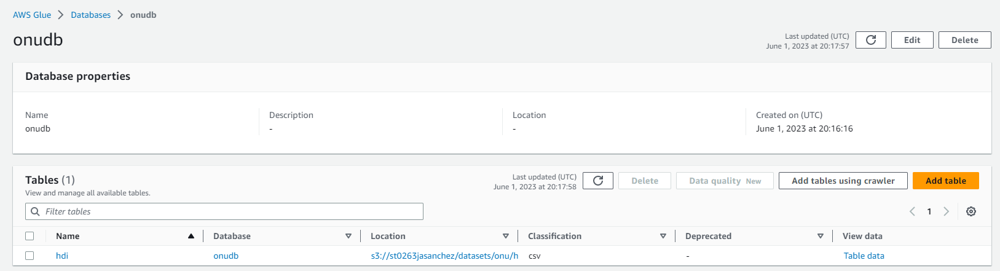 AWS Glue > Databases > onudb
onudb
Last updated (UTC)
June 1, 2023 at 20:17:57
Edit
Delete
Database properties
Name
onudb
Description
-
Location
-
Created on (UTC)
June 1, 2023 at 20:16:16
Tables (1)
View and manage all available tables.
Last updated (UTC)
June 1, 2023 at 20:17:58
Delete
Data quality New
Add tables using crawler
Add table
Filter tables
1
Name Database Location Classification Deprecated View data
hdi onudb s3://st0263jasanchez/datasets/onu/h csv - Table data